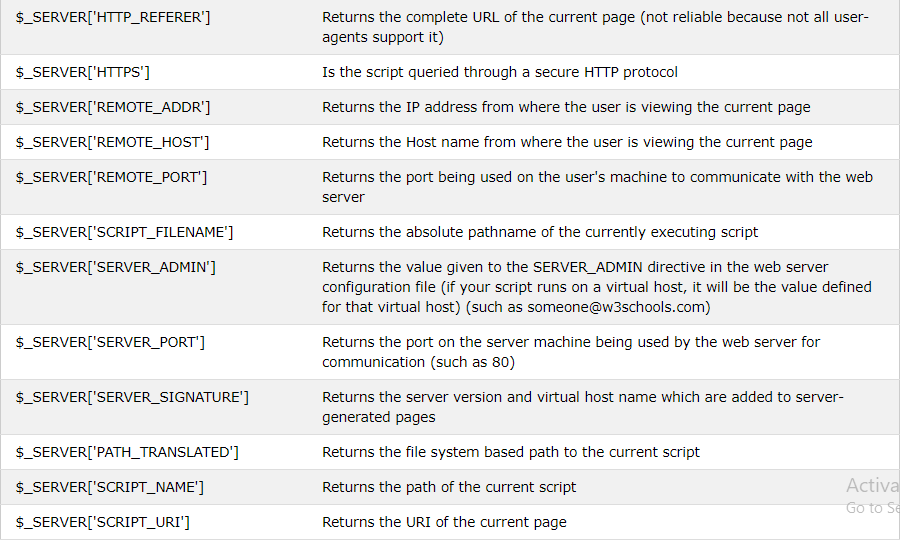 $_SERVER['HTTP_REFERER'] Returns the complete URL of the current page (not reliable because not all user-
agents support it)
$_SERVER['HTTPS'] Is the script queried through a secure HTTP protocol
$_SERVER['REMOTE_ADDR'] Returns the IP address from where the user is viewing the current page
$_SERVER['REMOTE_HOST'] Returns the Host name from where the user is viewing the current page
$_SERVER['REMOTE_PORT'] Returns the port being used on the user's machine to communicate with the web
server
$_SERVER['SCRIPT_FILENAME'] Returns the absolute pathname of the currently executing script
$_SERVER['SERVER_ADMIN'] Returns the value given to the SERVER_ADMIN directive in the web server
configuration file (if your script runs on a virtual host, it will be the value defined
for that virtual host) (such as someone@w3schools.com)
$_SERVER['SERVER_PORT'] Returns the port on the server machine being used by the web server for
communication (such as 80)
$_SERVER['SERVER_SIGNATURE'] Returns the server version and virtual host name which are added to server-
generated pages
$_SERVER['PATH_TRANSLATED'] Returns the file system based path to the current script
$_SERVER['SCRIPT_NAME'] Returns the path of the current script
Activa
Go to Se
$_SERVER['SCRIPT_URI'] Returns the URI of the current page